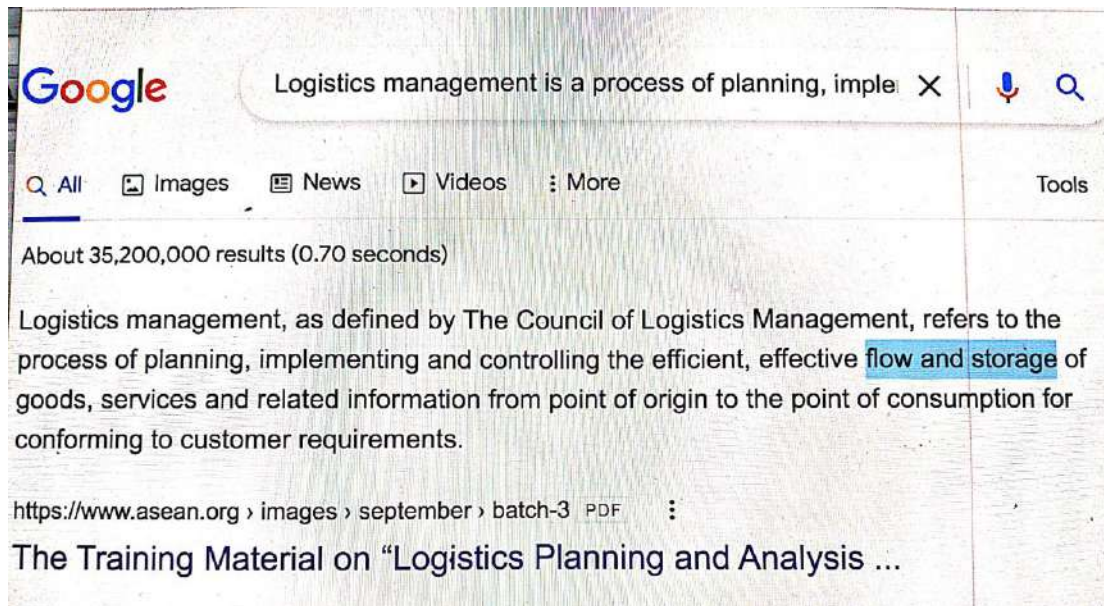 Google
Logistics management is a process of planning, imple
All Images News Videos More Tools
About 35,200,000 results (0.70 seconds)
Logistics management, as defined by The Council of Logistics Management, refers to the
process of planning, implementing and controlling the efficient, effective flow and storage of
goods, services and related information from point of origin to the point of consumption for
conforming to customer requirements.
https://www.asean.org › images › september › batch-3 PDF
The Training Material on “Logistics Planning and Analysis ...